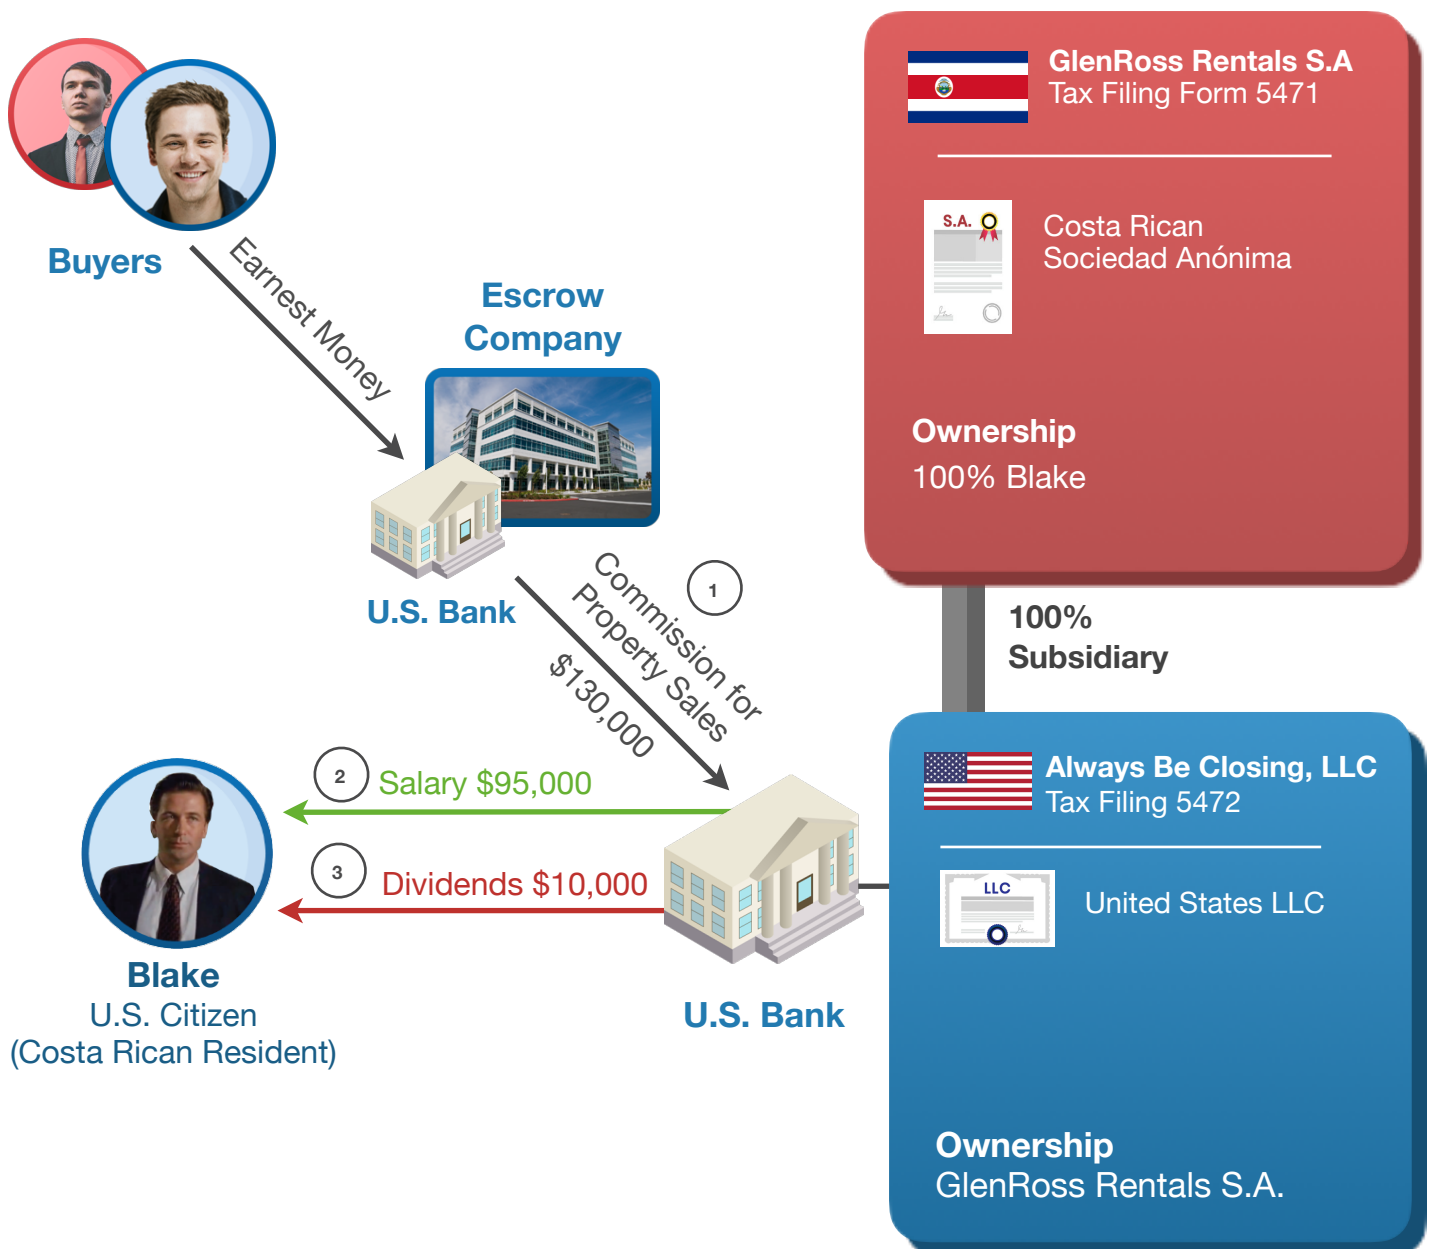 Buyers
Earnest Money
Escrow
Company
U.S. Bank
1
Commission for
Property Sales
$130,000
2
Salary $95,000
3
Dividends $10,000
Blake
U.S. Citizen
(Costa Rican Resident)
U.S. Bank
GlenRoss Rentals S.A
Tax Filing Form 5471
S.A.
Costa Rican
Sociedad Anónima
Ownership
100% Blake
100%
Subsidiary
Always Be Closing, LLC
Tax Filing 5472
LLC
United States LLC
Ownership
GlenRoss Rentals S.A.